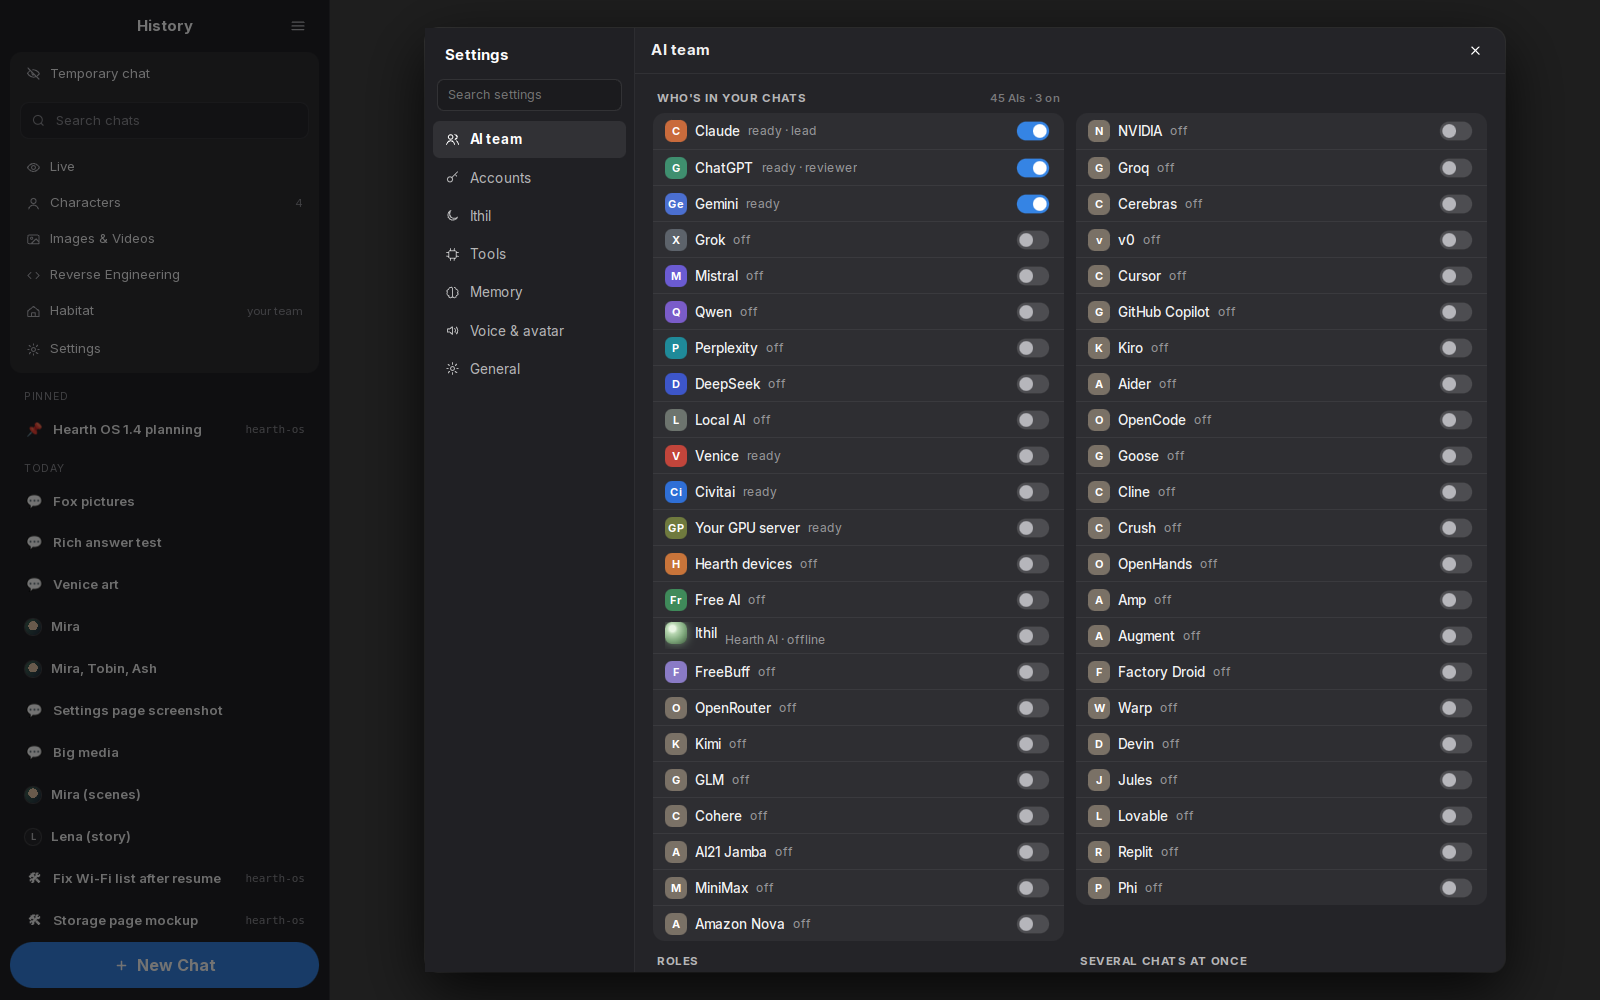 History
Temporary chat
Search chats
Live
Characters 4
Images & Videos
Reverse Engineering
Habitat your team
Settings
PINNED
Hearth OS 1.4 planning hearth-os
TODAY
Fox pictures
Rich answer test
Venice art
Mira
Mira, Tobin, Ash
Settings page screenshot
Big media
Mira (scenes)
L Lena (story)
Fix Wi-Fi list after resume hearth-os
Storage page mockup hearth-os
+ New Chat
Settings
Search settings
AI team
Accounts
Ithil
Tools
Memory
Voice & avatar
General
AI team
WHO'S IN YOUR CHATS 45 AIs · 3 on
C Claude ready · lead
G ChatGPT ready · reviewer
Ge Gemini ready
X Grok off
M Mistral off
Q Qwen off
P Perplexity off
D DeepSeek off
L Local AI off
V Venice ready
Ci Civitai ready
GP Your GPU server ready
H Hearth devices off
Fr Free AI off
Ithil Hearth AI · offline
F FreeBuff off
O OpenRouter off
K Kimi off
G GLM off
C Cohere off
A AI21 Jamba off
M MiniMax off
A Amazon Nova off
N NVIDIA off
G Groq off
C Cerebras off
v v0 off
C Cursor off
G GitHub Copilot off
K Kiro off
A Aider off
O OpenCode off
G Goose off
C Cline off
C Crush off
O OpenHands off
A Amp off
A Augment off
F Factory Droid off
W Warp off
D Devin off
J Jules off
L Lovable off
R Replit off
P Phi off
ROLES
SEVERAL CHATS AT ONCE